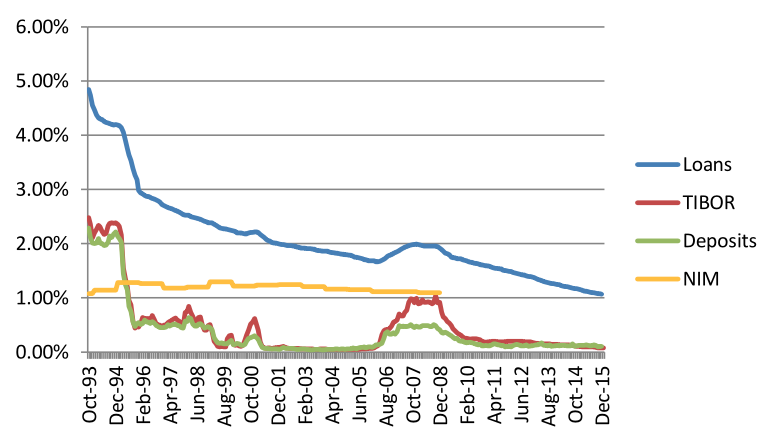 6.00%
5.00%
4.00%
3.00%
2.00%
1.00%
0.00%
Oct-93
Dec-94
Feb-96
Apr-97
Jun-98
Aug-99
Oct-00
Dec-01
Feb-03
Apr-04
Jun-05
Aug-06
Oct-07
Dec-08
Feb-10
Apr-11
Jun-12
Aug-13
Oct-14
Dec-15
Loans
TIBOR
Deposits
NIM